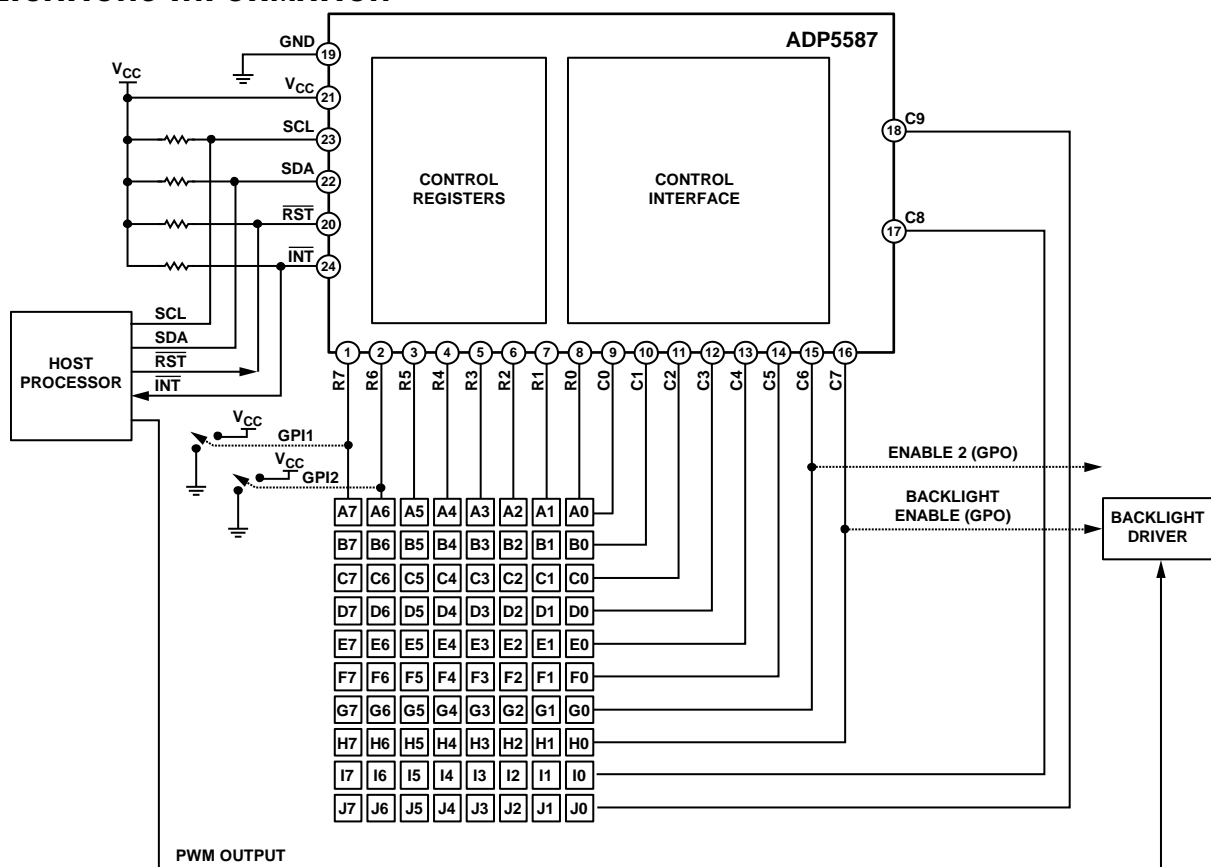 ADP5587
GND
19
VCC
VCC
21
SCL
23
SDA
22
RST
20
INT
24
CONTROL
REGISTERS
CONTROL
INTERFACE
C9
18
C8
17
HOST
PROCESSOR
SCL
SDA
RST
INT
1 2 3 4 5 6 7 8 9 10 11 12 13 14 15 16
R7 R6 R5 R4 R3 R2 R1 R0 C0 C1 C2 C3 C4 C5 C6 C7
VCC
GPI1
VCC
GPI2
ENABLE 2 (GPO)
BACKLIGHT
ENABLE (GPO)
BACKLIGHT
DRIVER
A7 A6 A5 A4 A3 A2 A1 A0
B7 B6 B5 B4 B3 B2 B1 B0
C7 C6 C5 C4 C3 C2 C1 C0
D7 D6 D5 D4 D3 D2 D1 D0
E7 E6 E5 E4 E3 E2 E1 E0
F7 F6 F5 F4 F3 F2 F1 F0
G7 G6 G5 G4 G3 G2 G1 G0
H7 H6 H5 H4 H3 H2 H1 H0
I7 I6 I5 I4 I3 I2 I1 I0
J7 J6 J5 J4 J3 J2 J1 J0
PWM OUTPUT